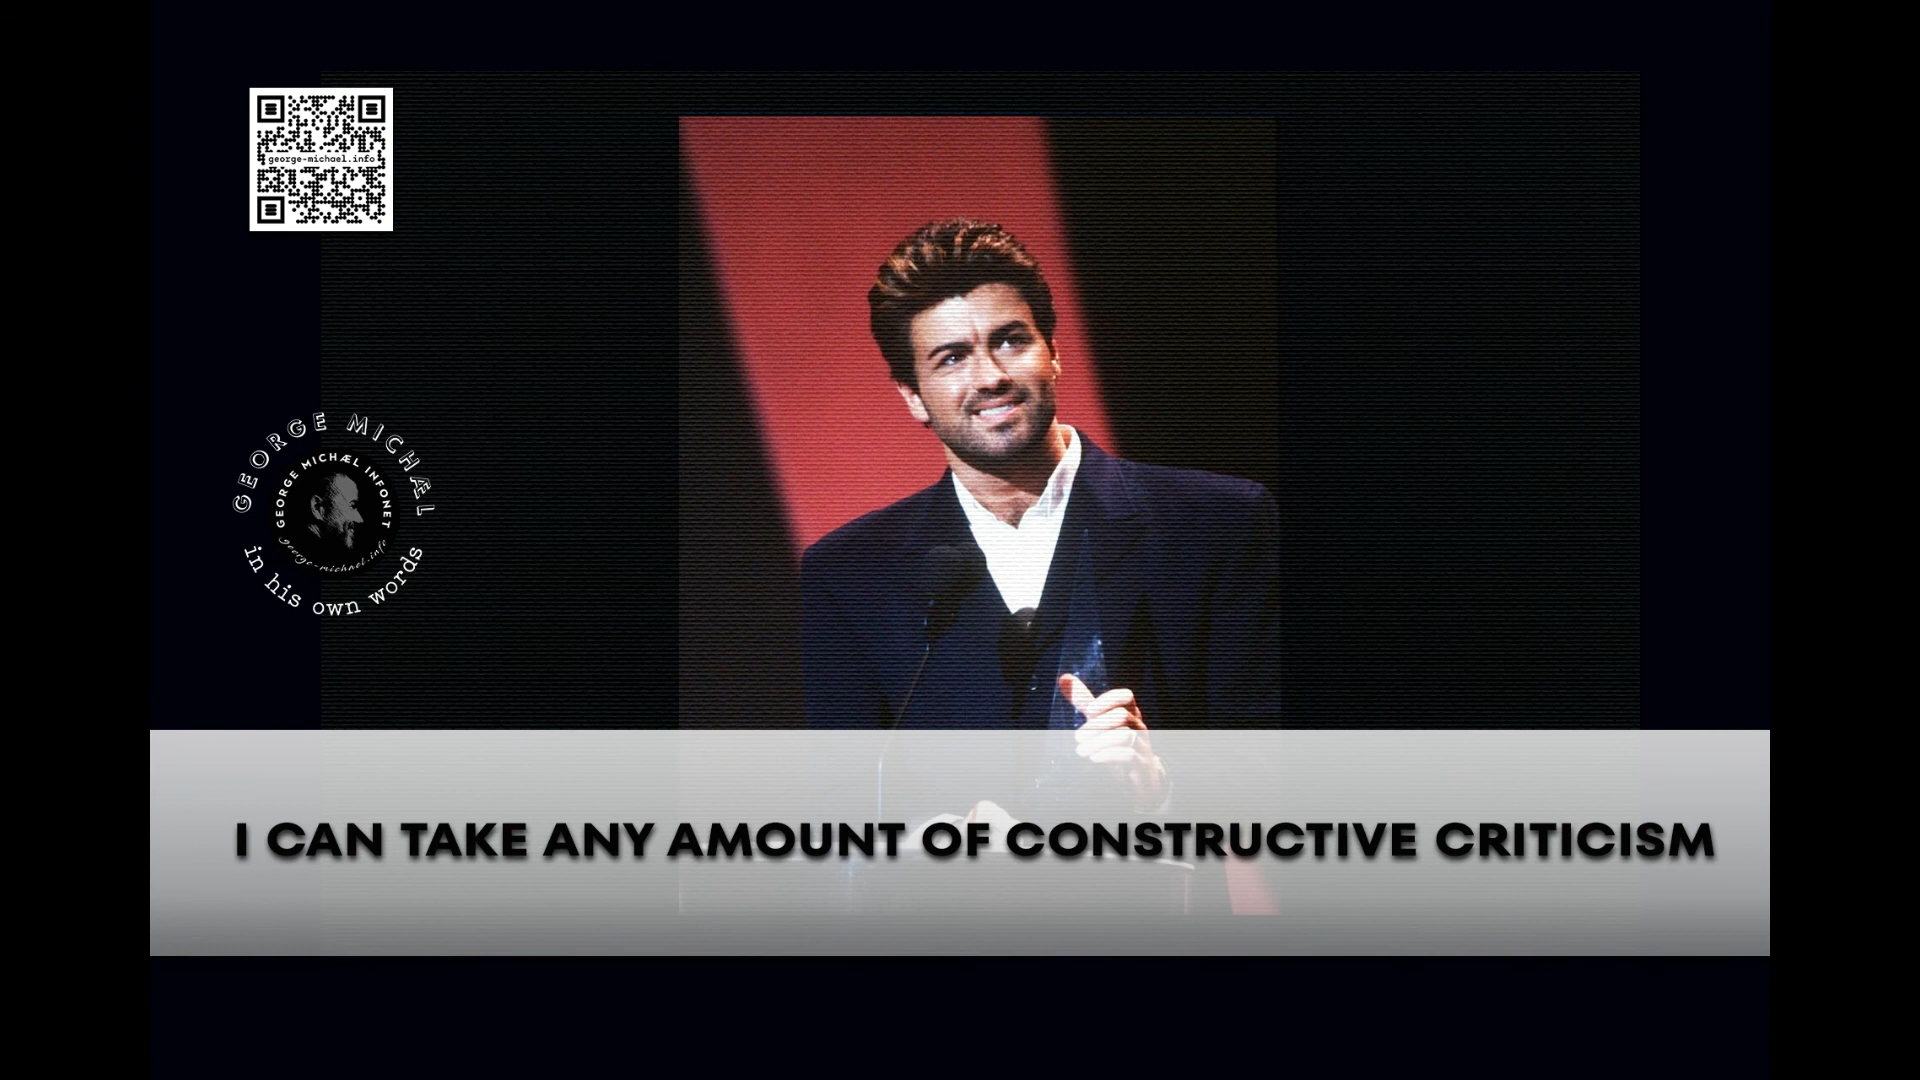 george-michael.info
GEORGE MICHÆL
GEORGE MICHÆL INFONET
george-michael.info
in his own words
I CAN TAKE ANY AMOUNT OF CONSTRUCTIVE CRITICISM